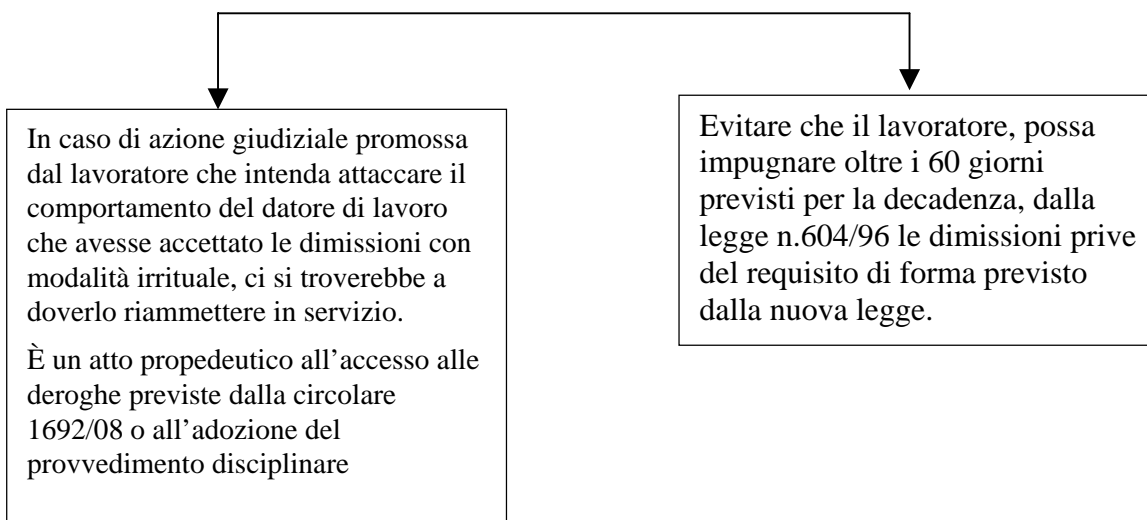 In caso di azione giudiziale promossa
dal lavoratore che intenda attaccare il
comportamento del datore di lavoro
che avesse accettato le dimissioni con
modalità irrituale, ci si troverebbe a
doverlo riammettere in servizio.
È un atto propedeutico all’accesso alle
deroghe previste dalla circolare
1692/08 o all’adozione del
provvedimento disciplinare
Evitare che il lavoratore, possa
impugnare oltre i 60 giorni
previsti per la decadenza, dalla
legge n.604/96 le dimissioni prive
del requisito di forma previsto
dalla nuova legge.